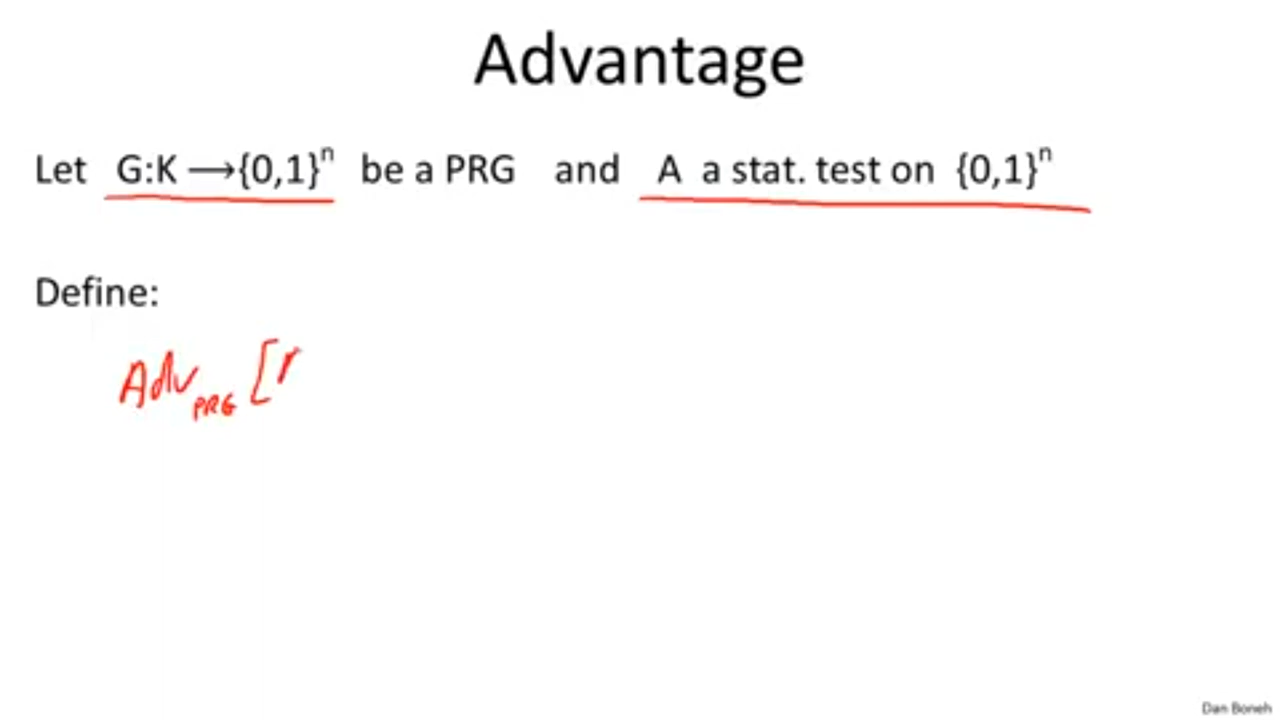 Advantage
Let G:K ⟶{0,1}ⁿ be a PRG and A a stat. test on {0,1}ⁿ
Define:
Adv_PRG [
Dan Boneh